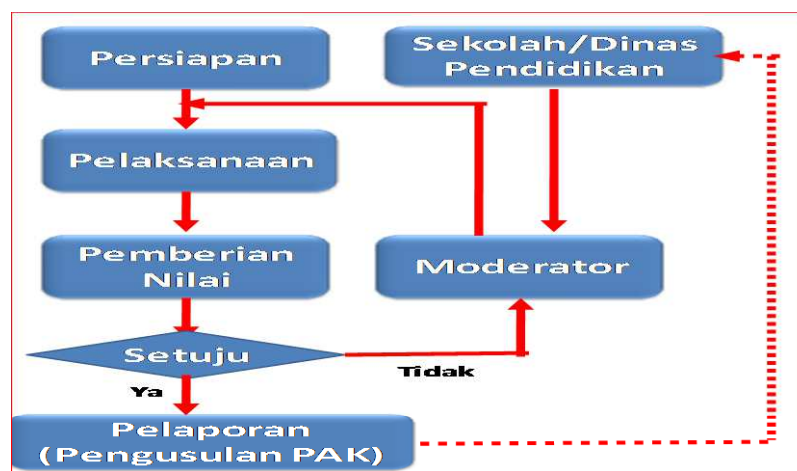 Persiapan
Sekolah/Dinas
Pendidikan
Pelaksanaan
Pemberian
Nilai
Moderator
Setuju
Tidak
Ya
Pelaporan
(Pengusulan PAK)